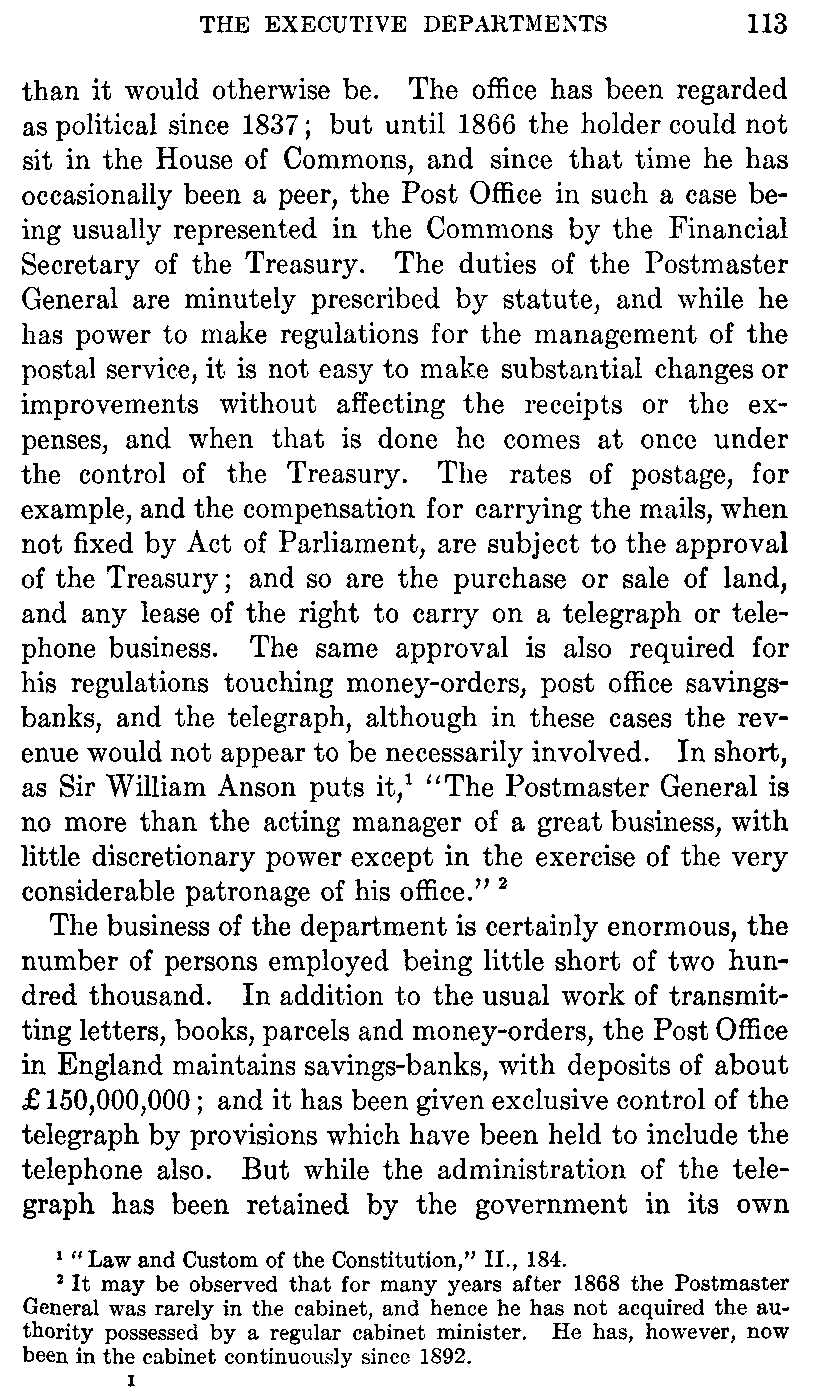 THE EXECUTIVE DEPARTMENTS 113
than it would otherwise be. The office has been regarded
as political since 1837; but until 1866 the holder could not
sit in the House of Commons, and since that time he has
occasionally been a peer, the Post Office in such a case be-
ing usually represented in the Commons by the Financial
Secretary of the Treasury. The duties of the Postmaster
General are minutely prescribed by statute, and while he
has power to make regulations for the management of the
postal service, it is not easy to make substantial changes or
improvements without affecting the receipts or the ex-
penses, and when that is done he comes at once under
the control of the Treasury. The rates of postage, for
example, and the compensation for carrying the mails, when
not fixed by Act of Parliament, are subject to the approval
of the Treasury; and so are the purchase or sale of land,
and any lease of the right to carry on a telegraph or tele-
phone business. The same approval is also required for
his regulations touching money-orders, post office savings-
banks, and the telegraph, although in these cases the rev-
enue would not appear to be necessarily involved. In short,
as Sir William Anson puts it,¹ "The Postmaster General is
no more than the acting manager of a great business, with
little discretionary power except in the exercise of the very
considerable patronage of his office." ²
The business of the department is certainly enormous, the
number of persons employed being little short of two hun-
dred thousand. In addition to the usual work of transmit-
ting letters, books, parcels and money-orders, the Post Office
in England maintains savings-banks, with deposits of about
£150,000,000; and it has been given exclusive control of the
telegraph by provisions which have been held to include the
telephone also. But while the administration of the tele-
graph has been retained by the government in its own
¹ "Law and Custom of the Constitution," II., 184.
² It may be observed that for many years after 1868 the Postmaster
General was rarely in the cabinet, and hence he has not acquired the au-
thority possessed by a regular cabinet minister. He has, however, now
been in the cabinet continuously since 1892.
I